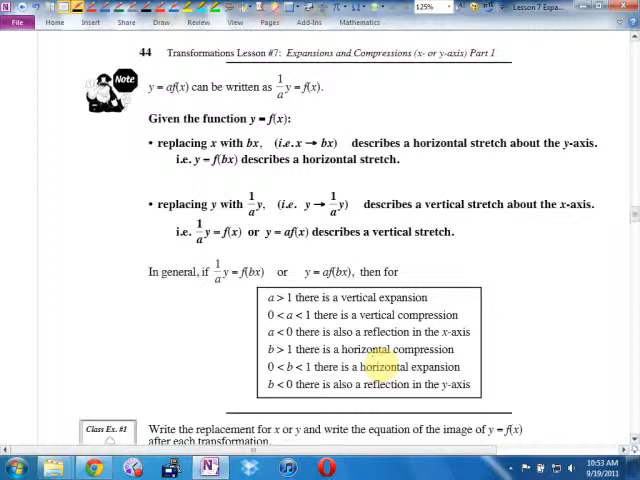 125%
Lesson 7 Expa...
File
Home
Insert
Share
Draw
Review
View
Pages
Add-Ins
Mathematics
44 Transformations Lesson #7: Expansions and Compressions (x- or y-axis) Part 1
Note
y = af(x) can be written as 1/a y = f(x).
Given the function y = f(x):
• replacing x with bx, (i.e. x → bx) describes a horizontal stretch about the y-axis.
i.e. y = f(bx) describes a horizontal stretch.
• replacing y with 1/a y, (i.e. y → 1/a y) describes a vertical stretch about the x-axis.
i.e. 1/a y = f(x) or y = af(x) describes a vertical stretch.
In general, if 1/a y = f(bx) or y = af(bx), then for
a > 1 there is a vertical expansion
0 < a < 1 there is a vertical compression
a < 0 there is also a reflection in the x-axis
b > 1 there is a horizontal compression
0 < b < 1 there is a horizontal expansion
b < 0 there is also a reflection in the y-axis
Class Ex. #1
Write the replacement for x or y and write the equation of the image of y = f(x)
after each transformation.
10:53 AM
9/19/2011